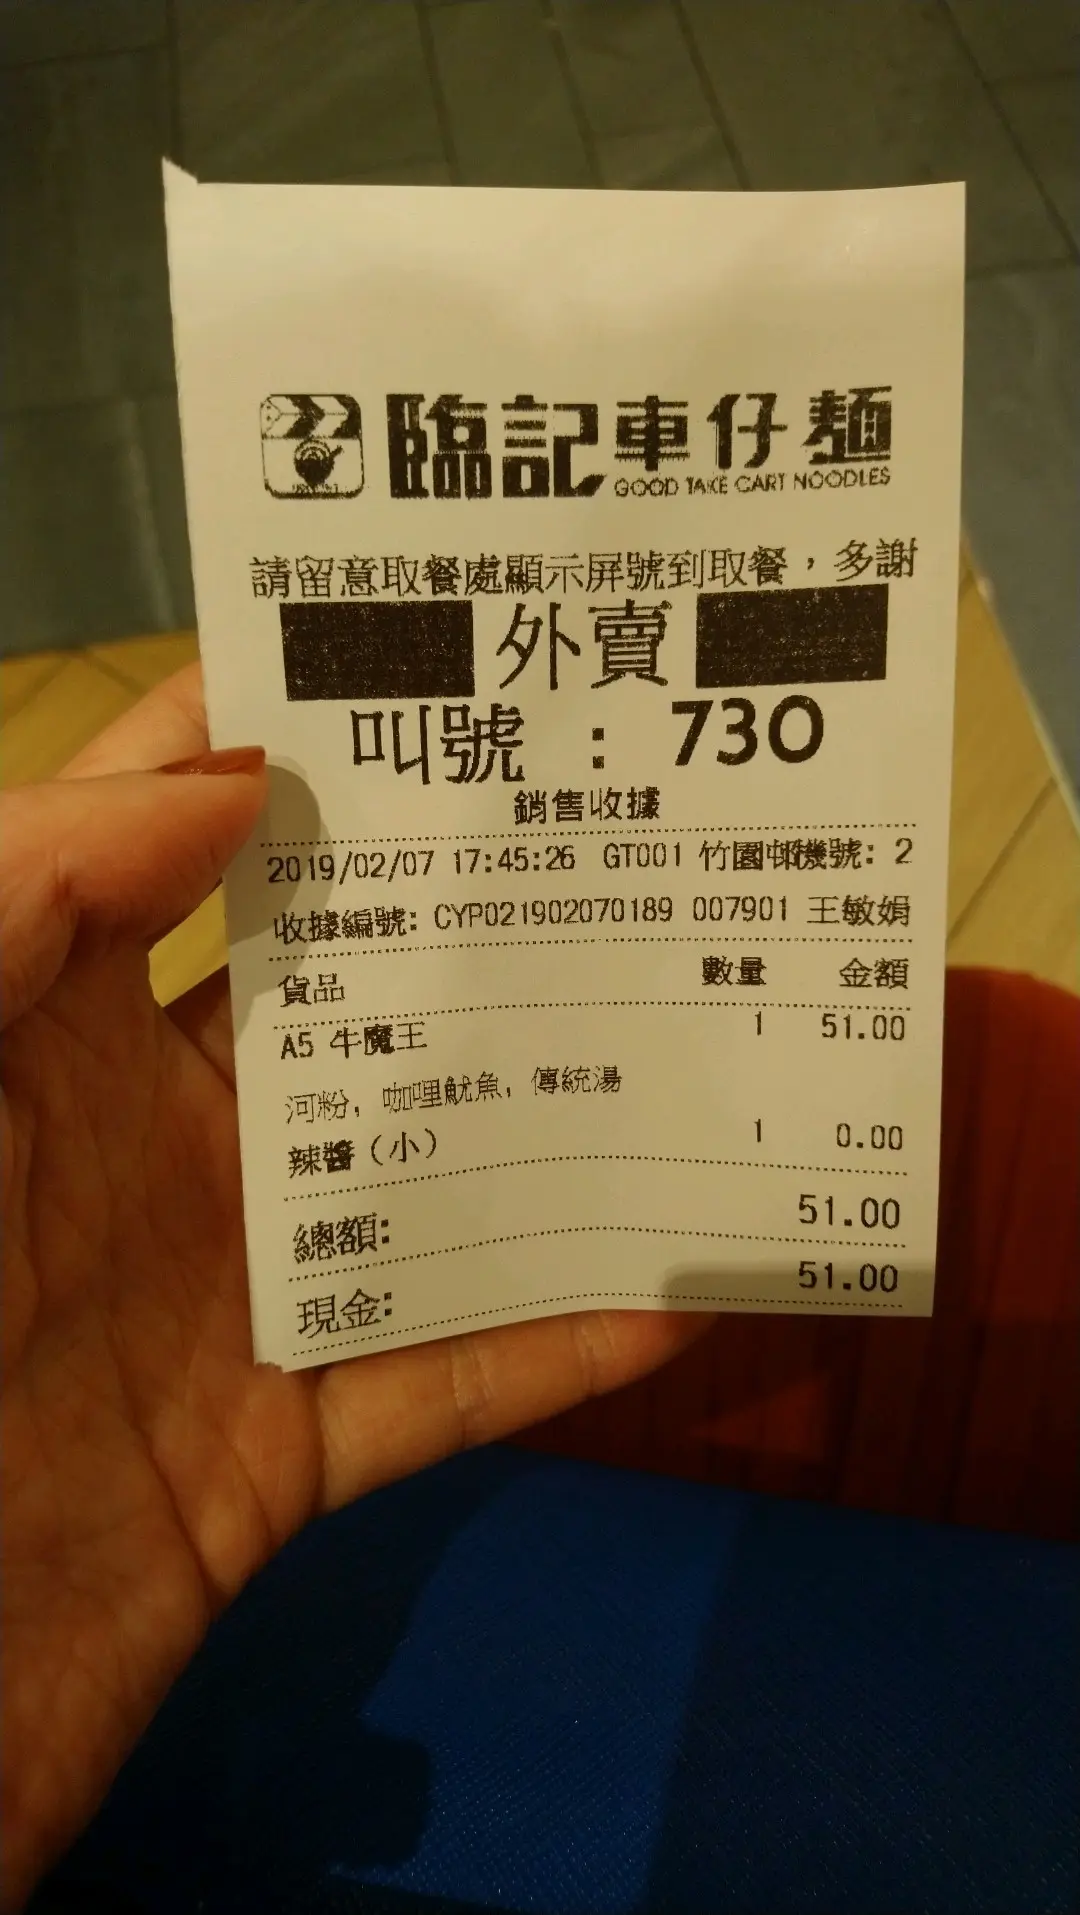 臨記車仔麵
GOOD TAKE CART NOODLES
請留意取餐處顯示屏號到取餐，多謝
外賣
叫號 : 730
銷售收據
2019/02/07 17:45:26 GT001 竹園邨機號: 2
收據編號: CYP021902070189 007901 王敏娟
貨品 數量 金額
A5 牛魔王 1 51.00
河粉, 咖哩魷魚, 傳統湯
辣醬（小） 1 0.00
總額: 51.00
現金: 51.00